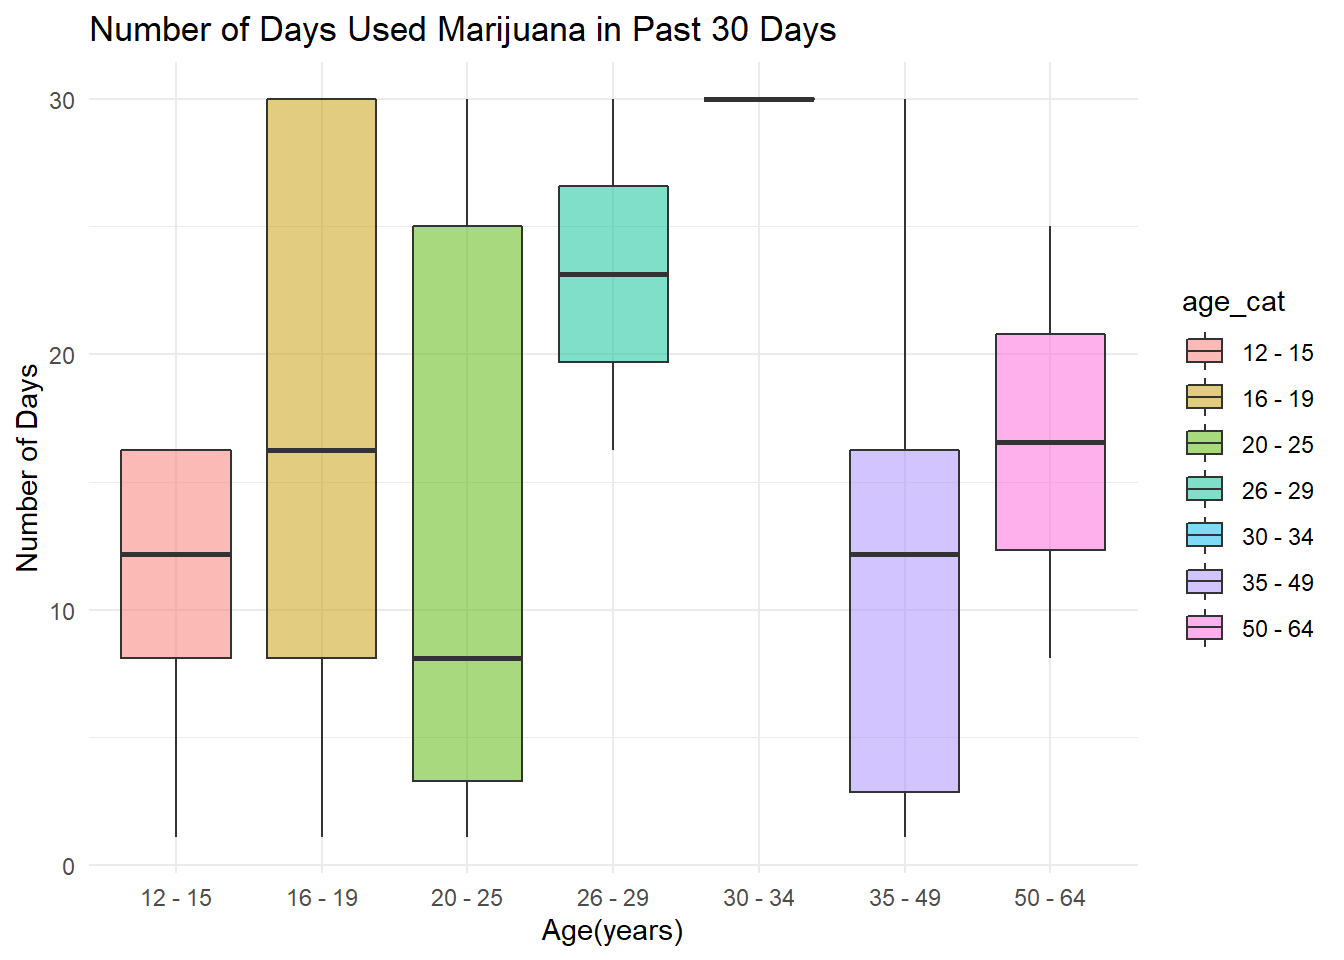 Number of Days Used Marijuana in Past 30 Days
30
20
10
0
Number of Days
12 - 15
16 - 19
20 - 25
26 - 29
30 - 34
35 - 49
50 - 64
Age(years)
age_cat
12 - 15
16 - 19
20 - 25
26 - 29
30 - 34
35 - 49
50 - 64